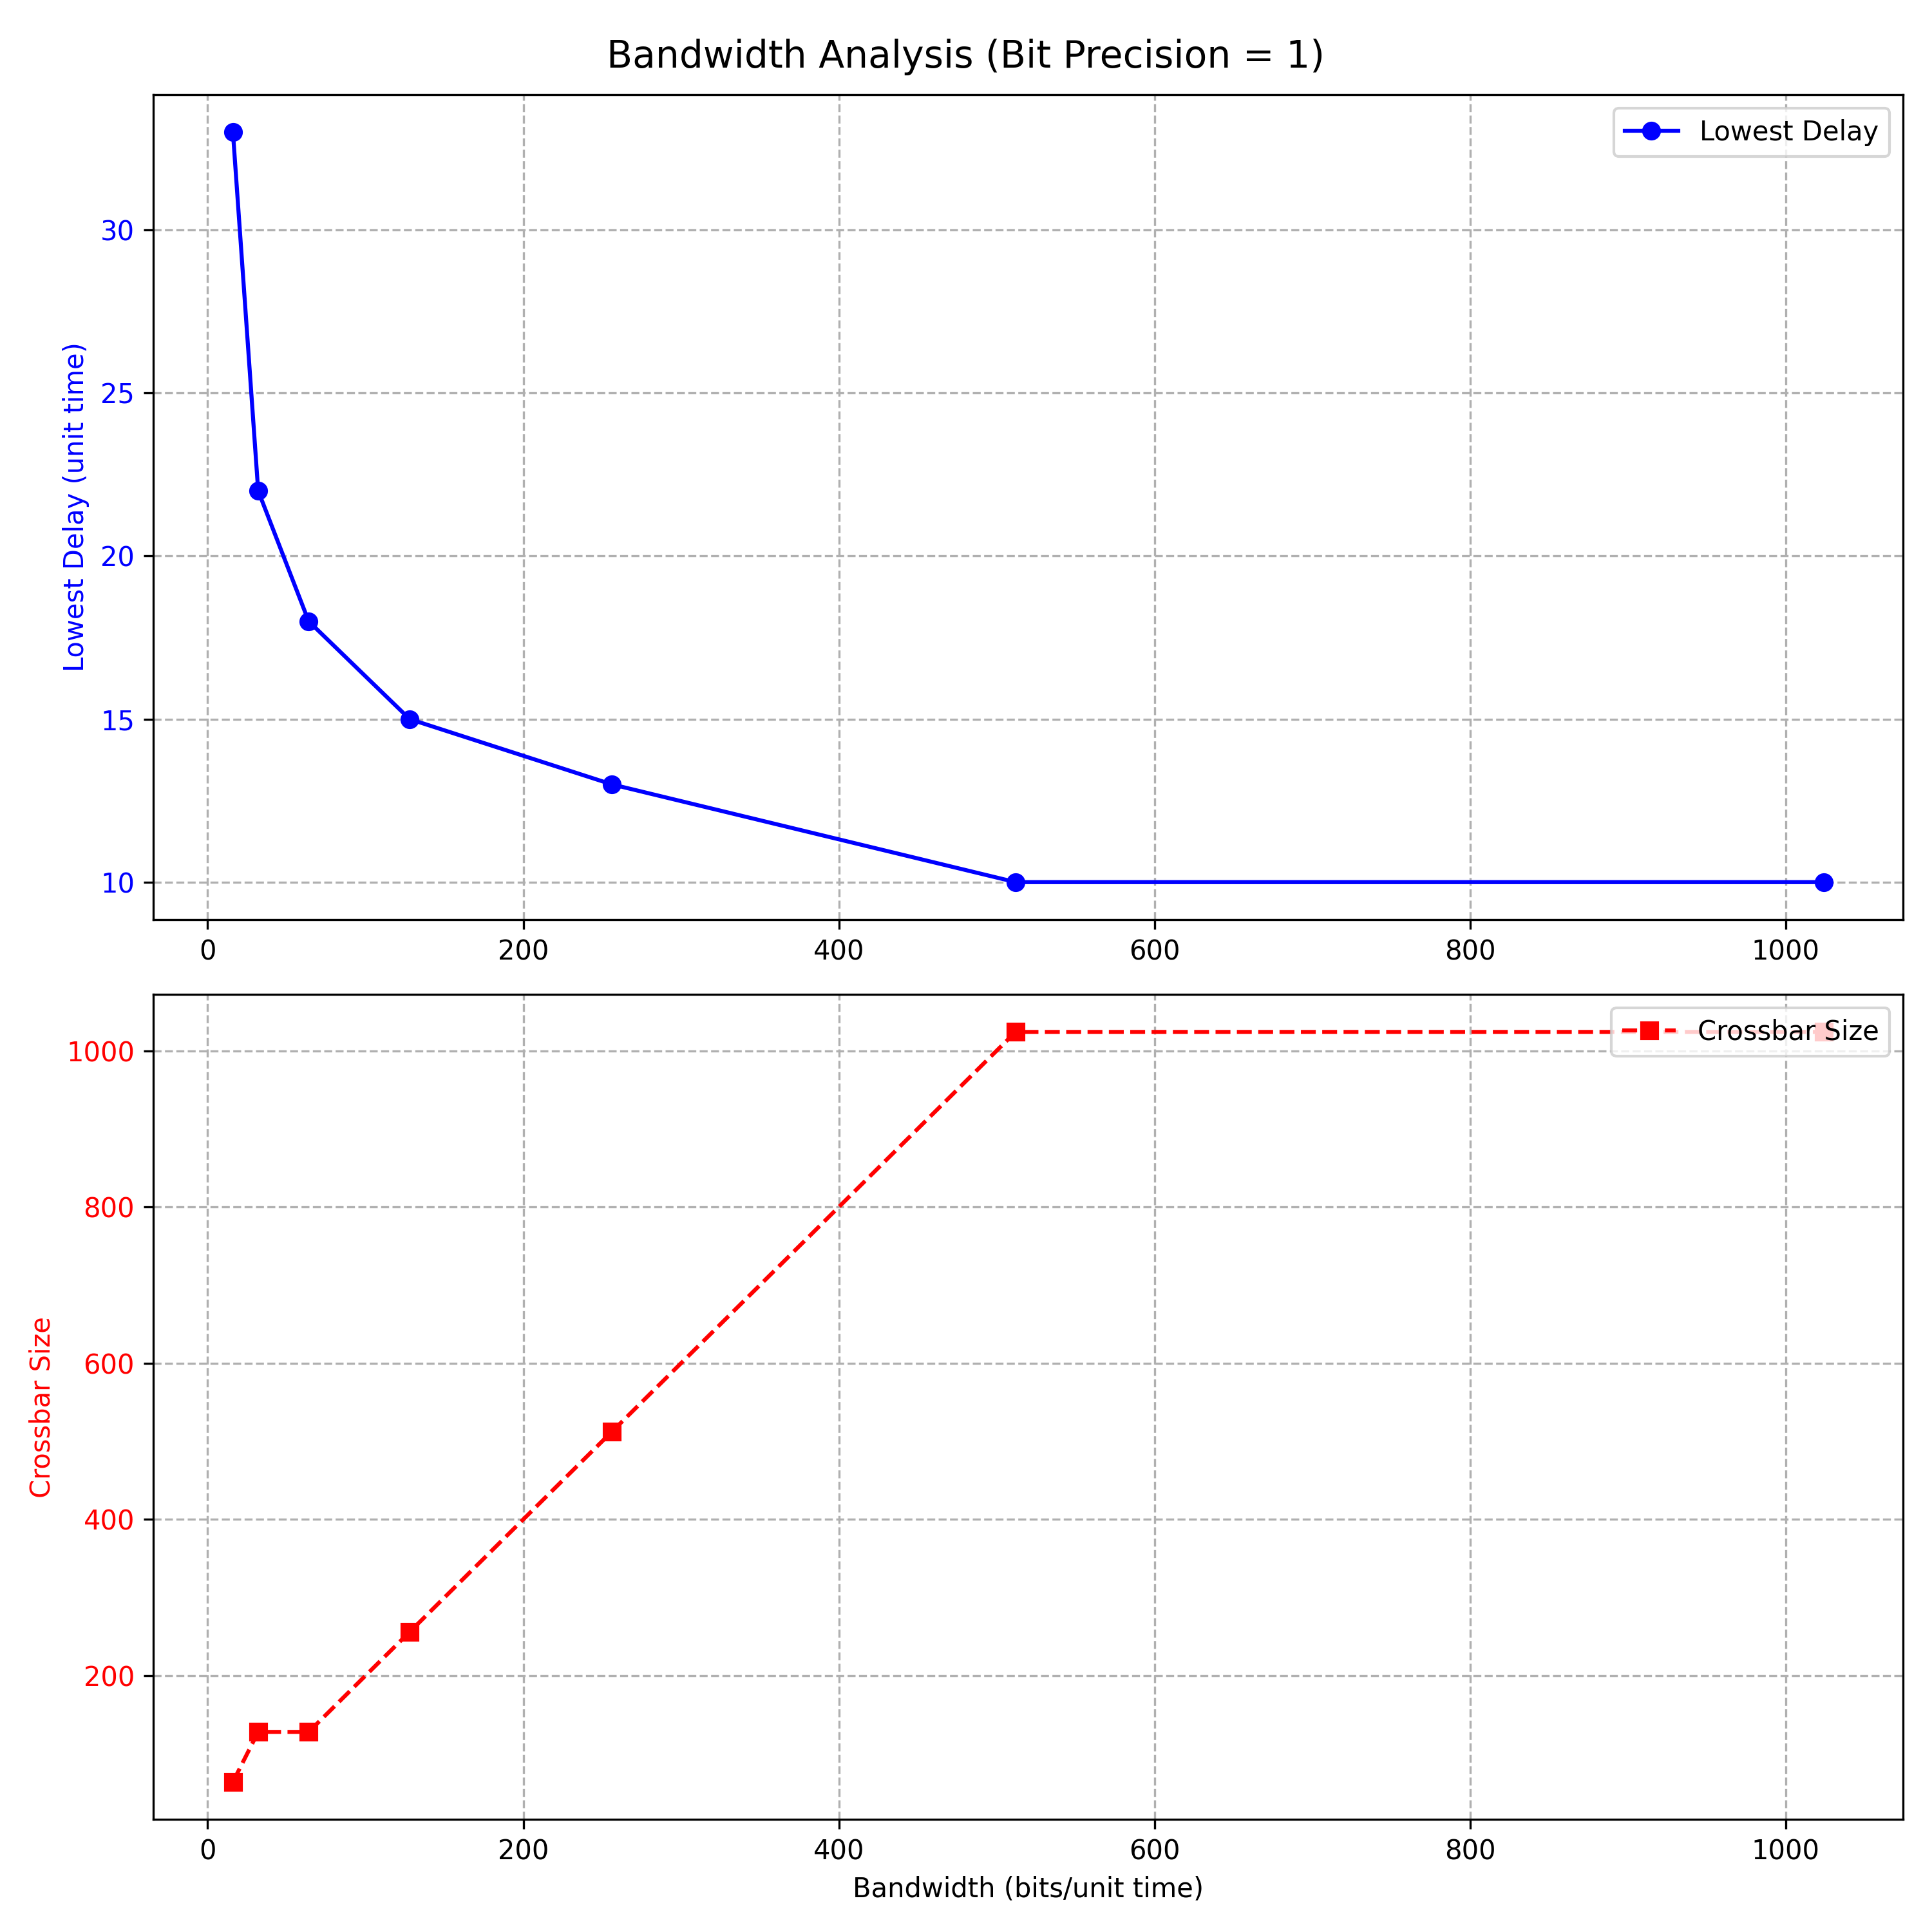 Bandwidth Analysis (Bit Precision = 1)
Lowest Delay
30
25
20
15
10
Lowest Delay (unit time)
0 200 400 600 800 1000
Crossbar Size
1000
800
600
400
200
Crossbar Size
0 200 400 600 800 1000
Bandwidth (bits/unit time)